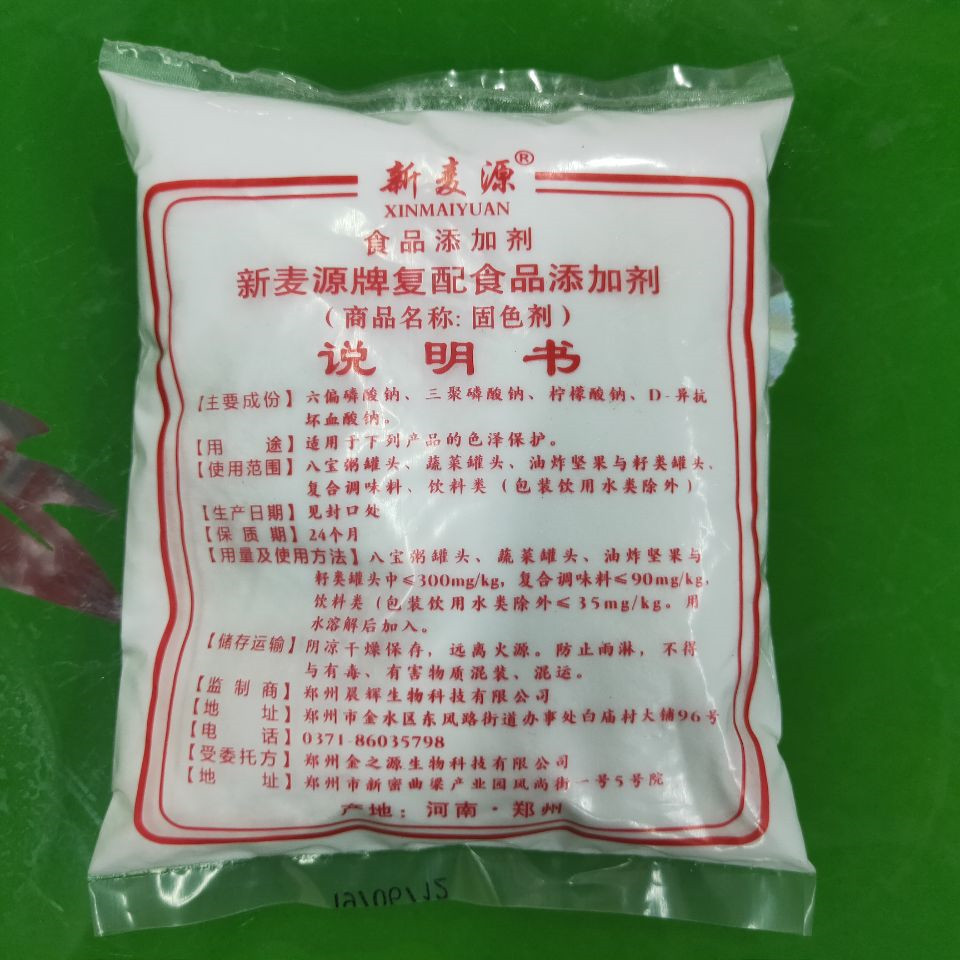 新麦源®
XINMAIYUAN
食品添加剂
新麦源牌复配食品添加剂
(商品名称:固色剂)
说明书
【主要成份】六偏磷酸钠、三聚磷酸钠、柠檬酸钠、D-异抗
坏血酸钠。
【用途】适用于下列产品的色泽保护。
【使用范围】八宝粥罐头、蔬菜罐头、油炸坚果与籽类罐头、
复合调味料、饮料类(包装饮用水类除外)
【生产日期】见封口处
【保质期】24个月
【用量及使用方法】八宝粥罐头、蔬菜罐头、油炸坚果与
籽类罐头中≤300mg/kg,复合调味料≤90mg/kg,
饮料类(包装饮用水类除外≤35mg/kg。用
水溶解后加入。
【储存运输】阴凉干燥保存,远离火源。防止雨淋,不得
与有毒、有害物质混装、混运。
【监制商】郑州晨辉生物科技有限公司
【地址】郑州市金水区东风路街道办事处白庙村大铺96号
【电话】0371-86035798
【受委托方】郑州金之源生物科技有限公司
【地址】郑州市新密曲梁产业园风尚街一号5号院
产地:河南·郑州
19/06/12